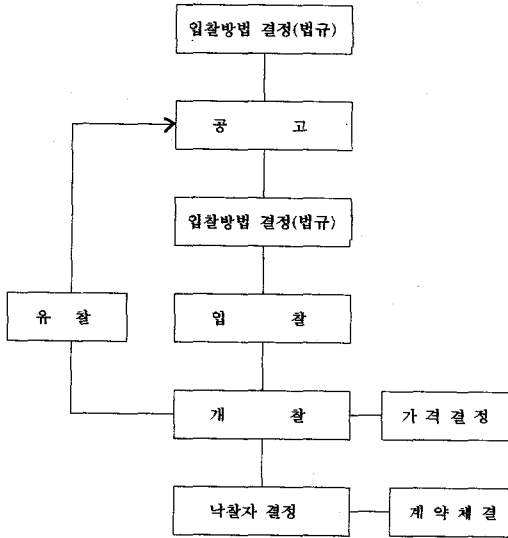 입찰방법 결정(법규)
공 고
입찰방법 결정(법규)
유 찰
입 찰
개 찰
가격결정
낙찰자 결정
계약체결